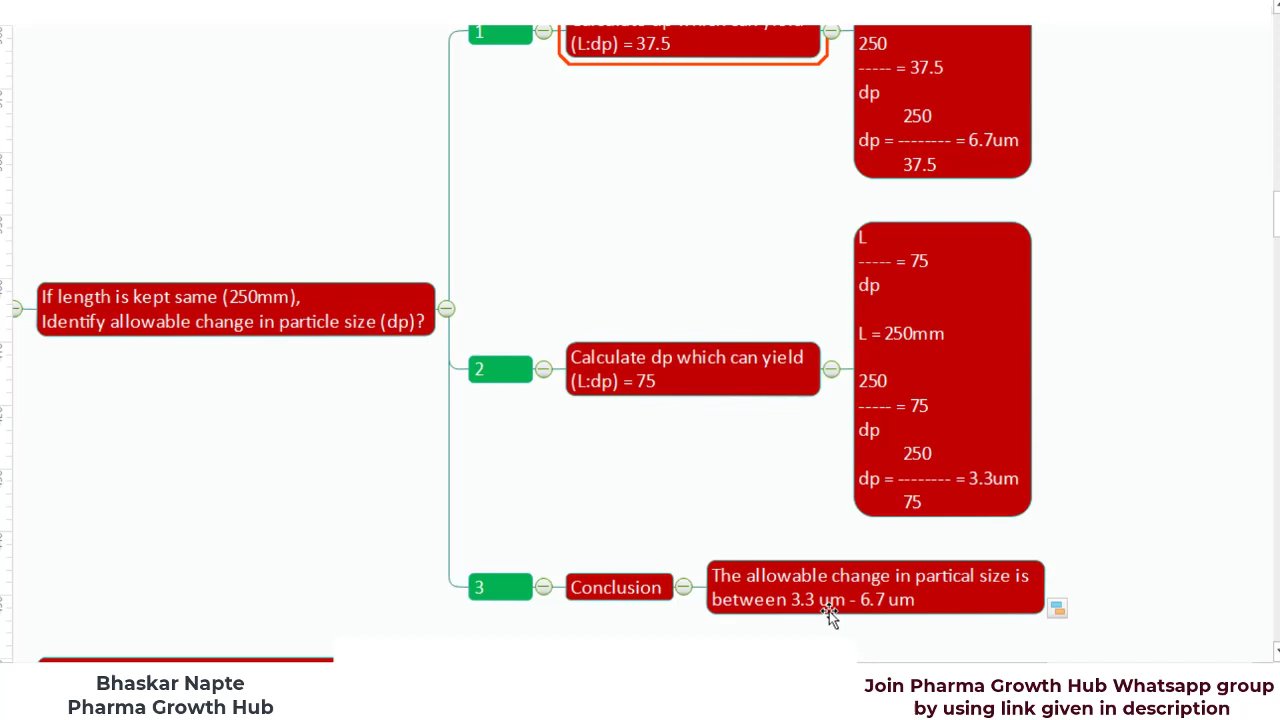 1
(L:dp) = 37.5
250
----- = 37.5
dp
250
dp = -------- = 6.7um
37.5
If length is kept same (250mm),
Identify allowable change in particle size (dp)?
2
Calculate dp which can yield
(L:dp) = 75
L
----- = 75
dp
L = 250mm
250
----- = 75
dp
250
dp = -------- = 3.3um
75
3
Conclusion
The allowable change in partical size is
between 3.3 um - 6.7 um
Bhaskar Napte
Pharma Growth Hub
Join Pharma Growth Hub Whatsapp group
by using link given in description